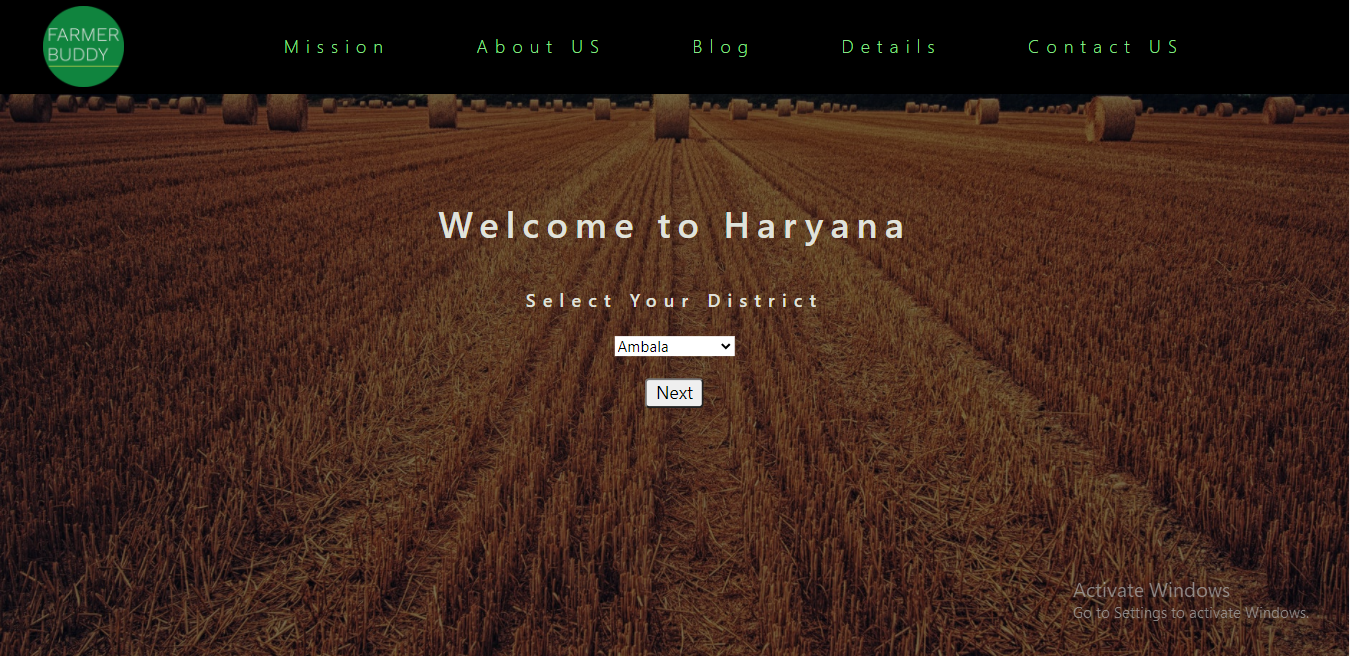 FARMER
BUDDY
Mission About US Blog Details Contact US
Welcome to Haryana
Select Your District
Ambala
Next
Activate Windows
Go to Settings to activate Windows.